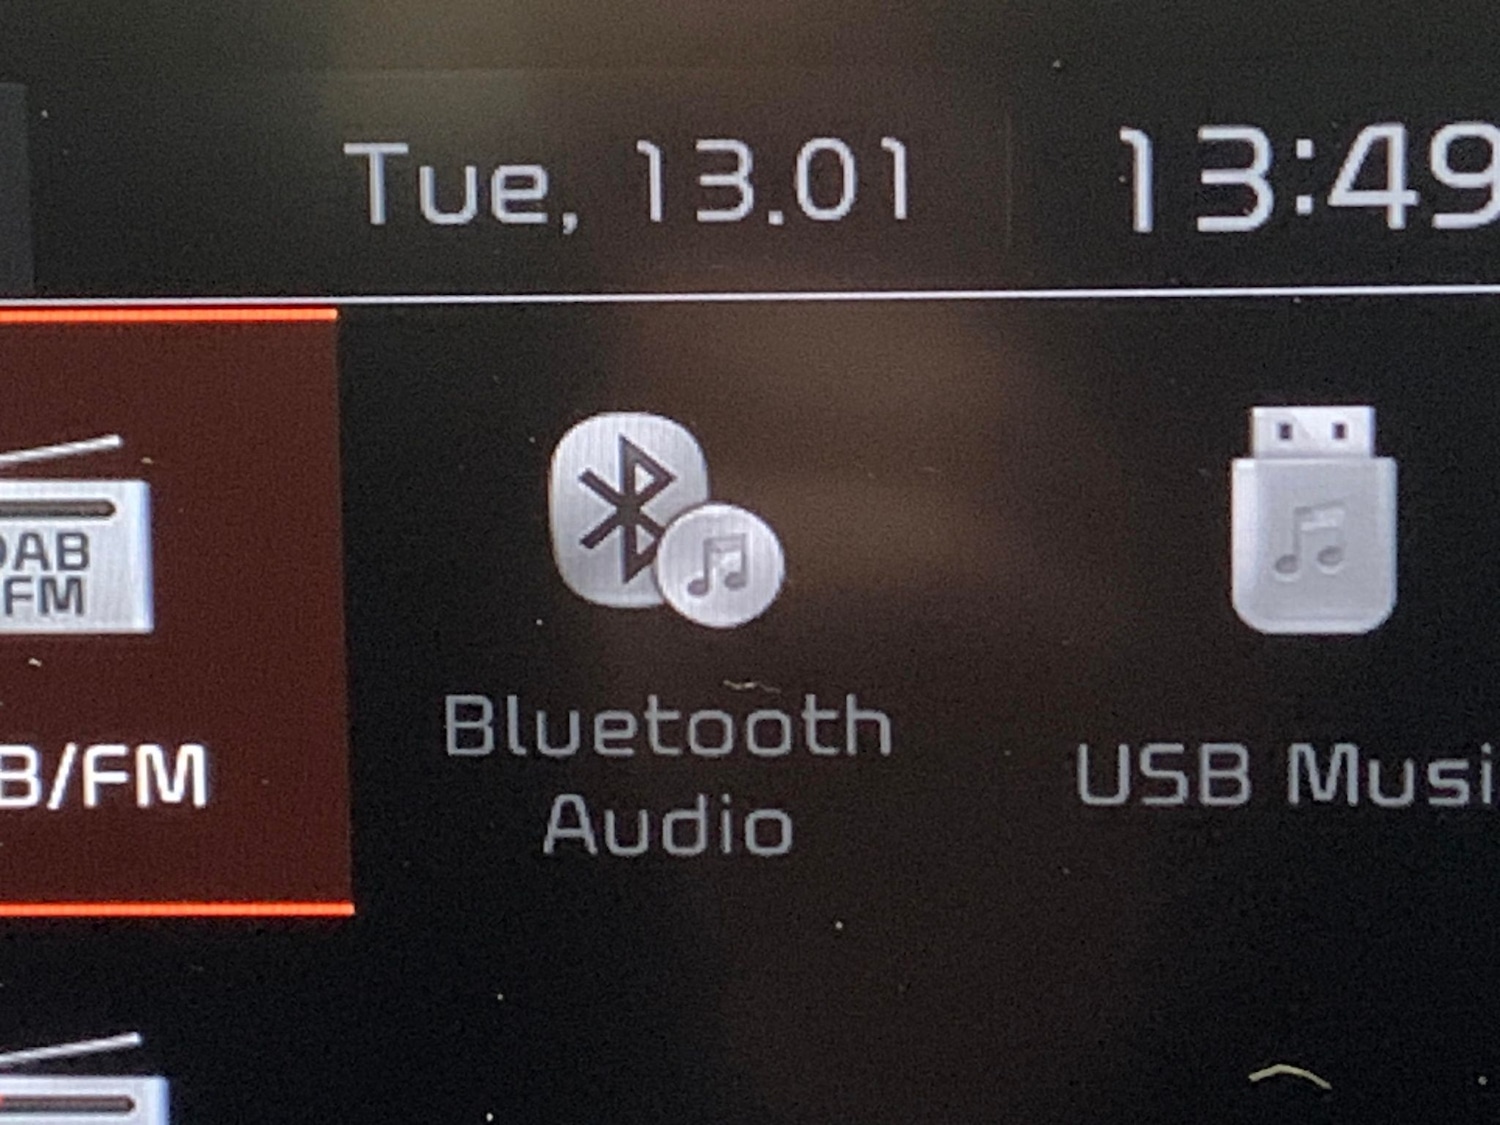 Tue, 13.01 13:49
DAB
FM
B/FM
Bluetooth
Audio
USB Musi